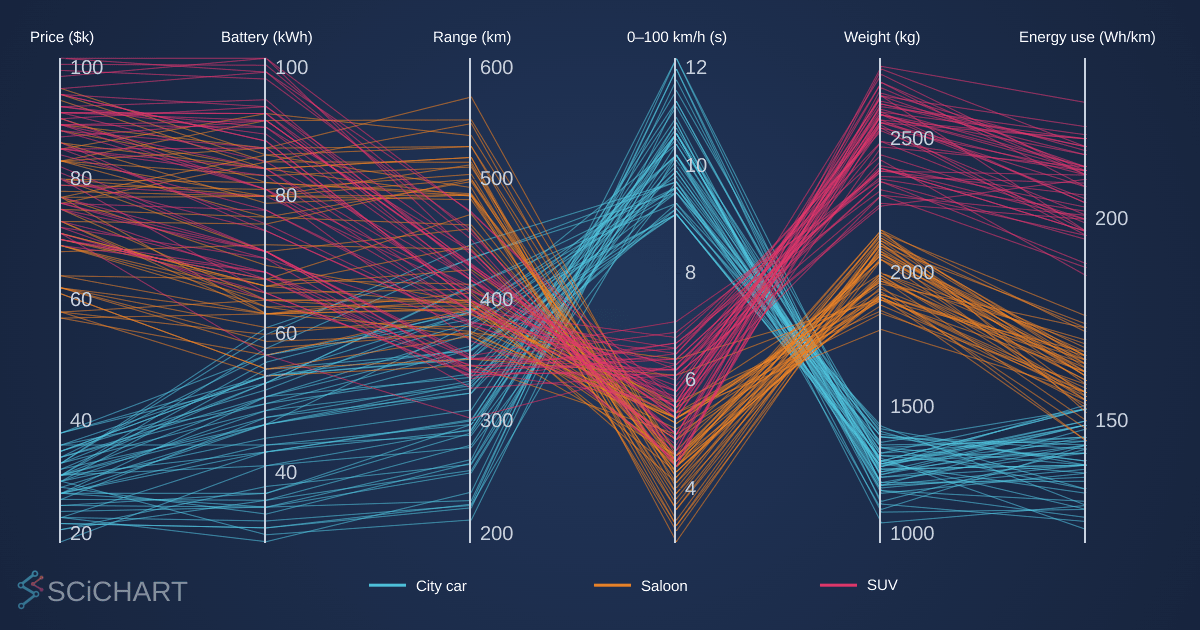 Price ($k) Battery (kWh) Range (km) 0–100 km/h (s) Weight (kg) Energy use (Wh/km)
100 100 600 12
2500
80 80 500 10
200
60 60 400 8 2000
6
40 300 1500 150
40 4
20 200 1000
City car Saloon SUV
SCiCHART